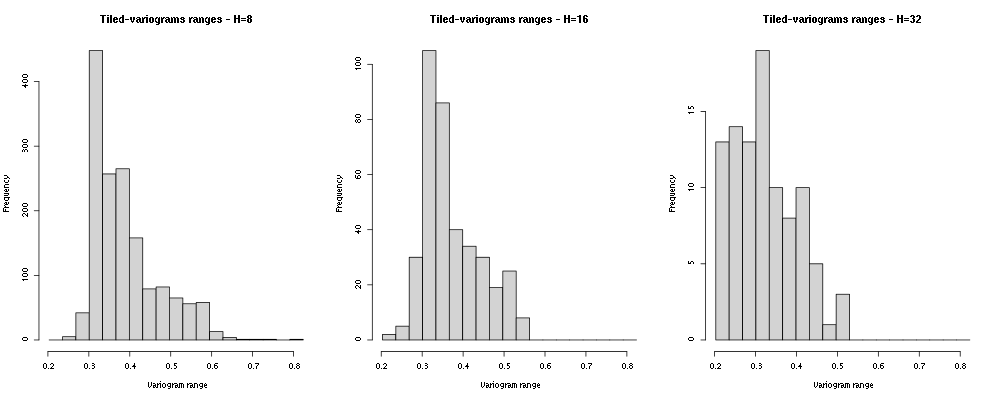 Tiled-variograms ranges - H=8
Frequency
0
100
200
300
400
0.2 0.3 0.4 0.5 0.6 0.7 0.8
Variogram range
Tiled-variograms ranges - H=16
Frequency
0
20
40
60
80
100
0.2 0.3 0.4 0.5 0.6 0.7 0.8
Variogram range
Tiled-variograms ranges - H=32
Frequency
0
5
10
15
0.2 0.3 0.4 0.5 0.6 0.7 0.8
Variogram range